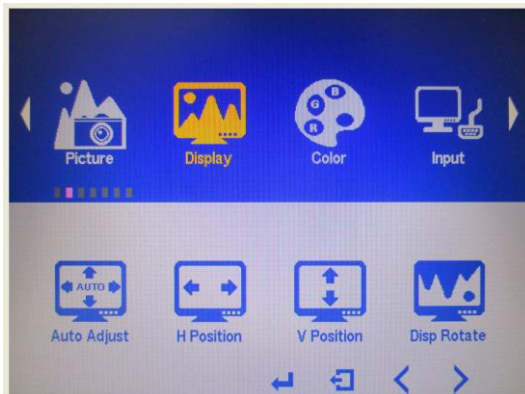 B
G
R
Picture
Display
Color
Input
AUTO
Auto Adjust
H Position
V Position
Disp Rotate